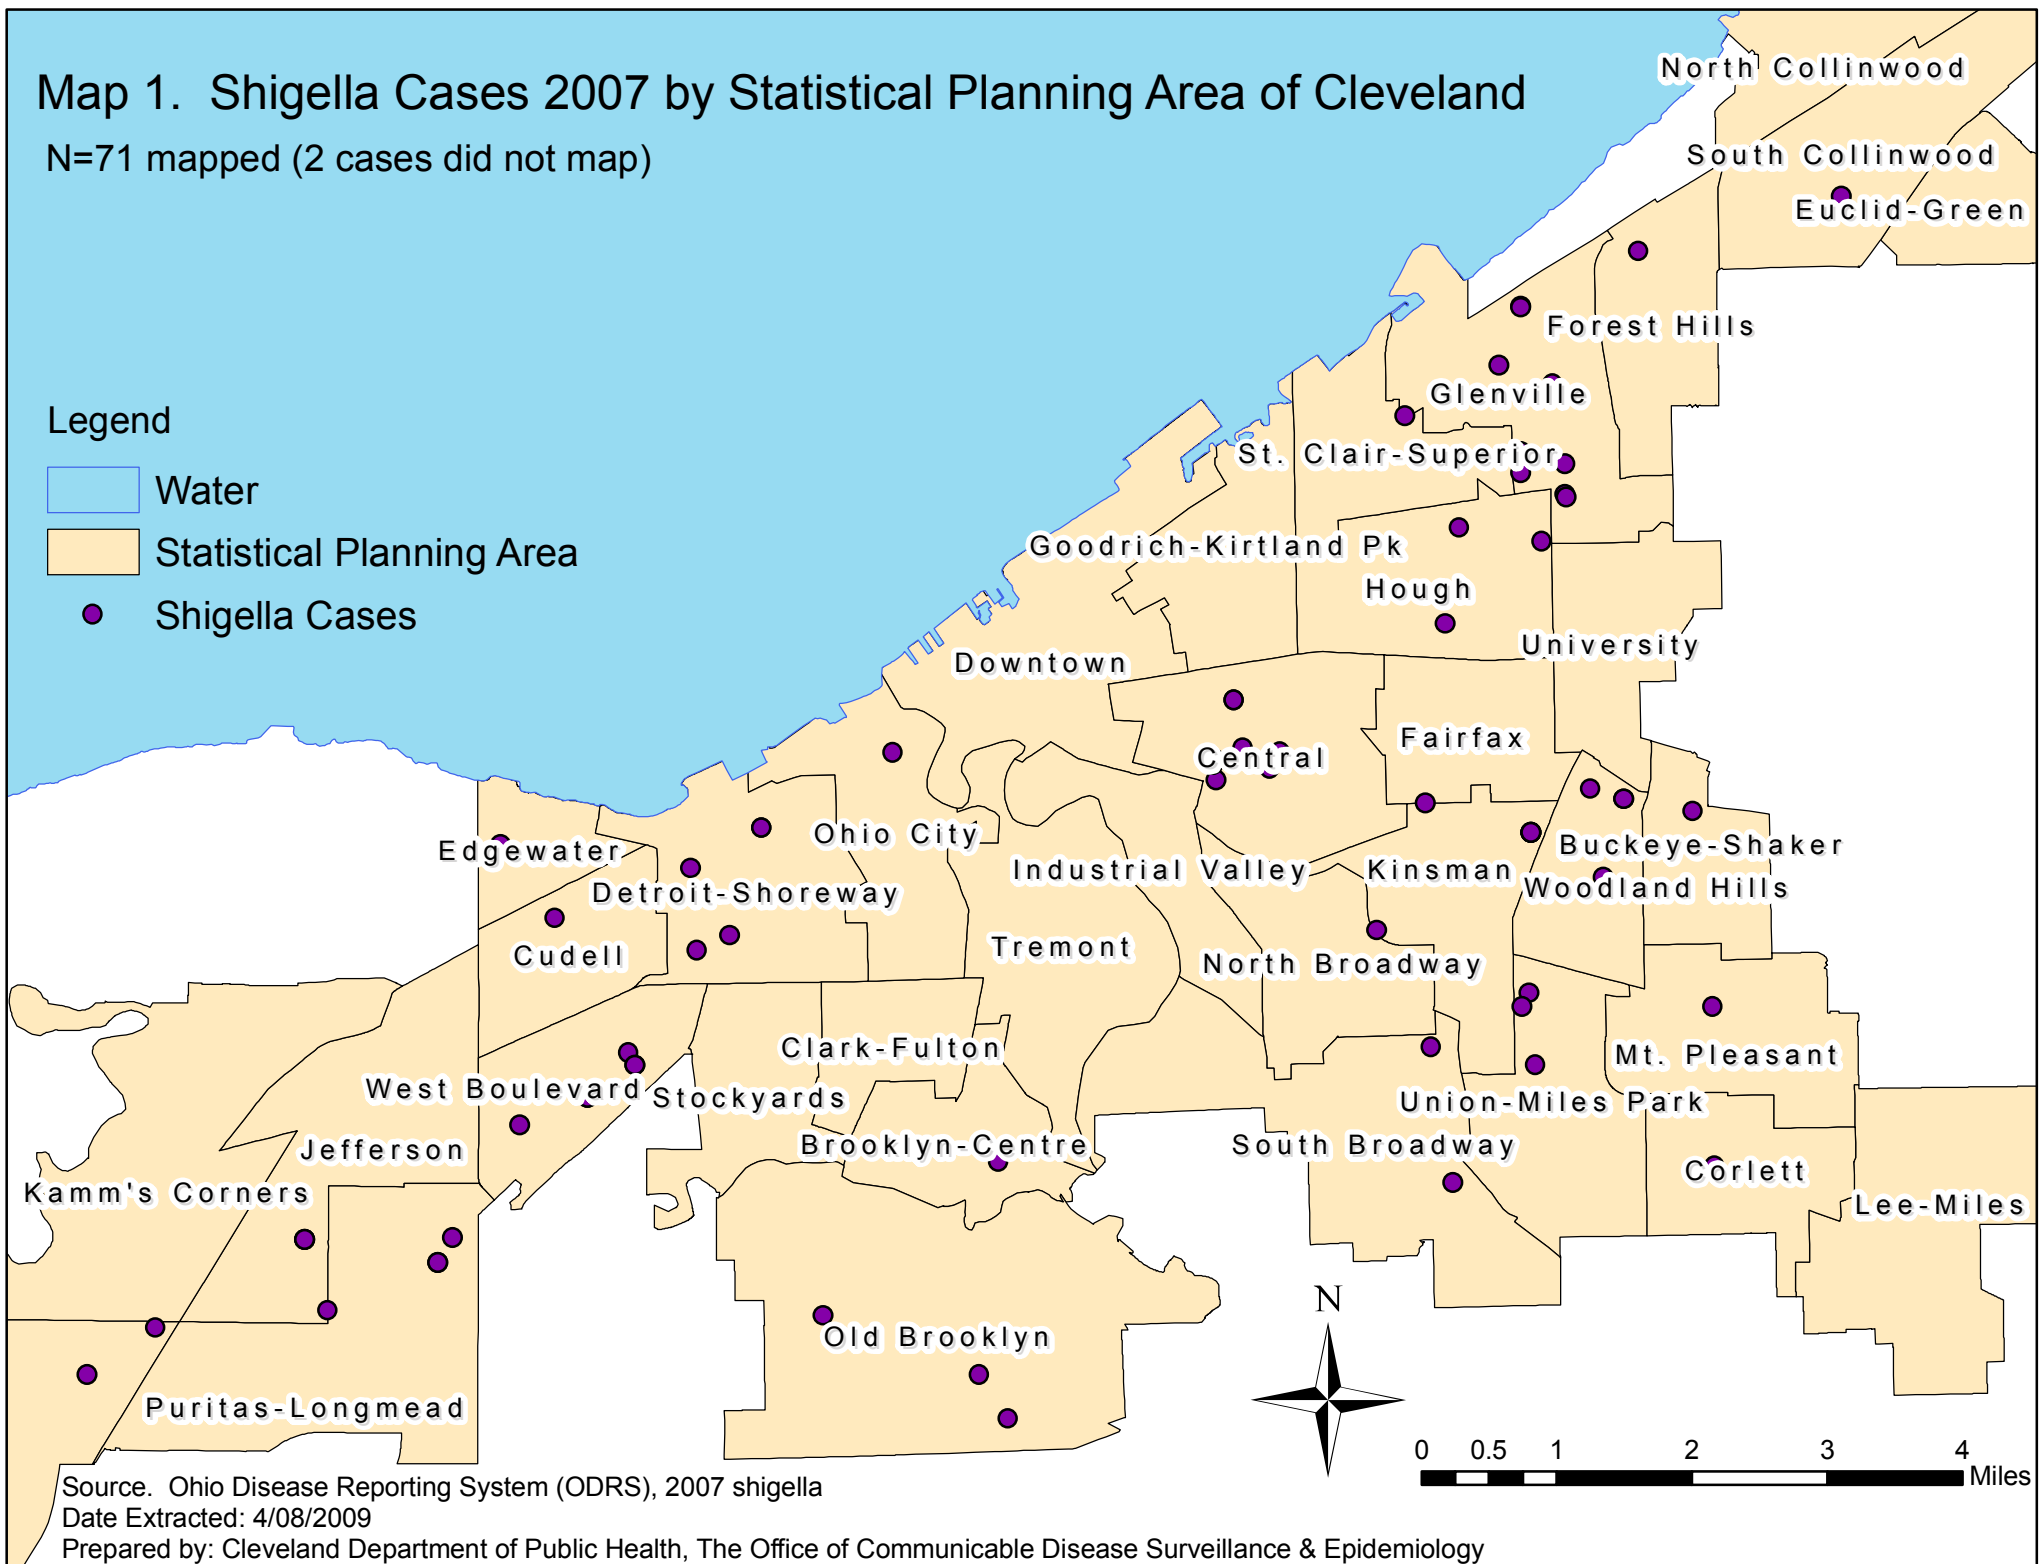 Map 1.  Shigella Cases 2007 by Statistical Planning Area of Cleveland
N=71 mapped (2 cases did not map)
Legend
Water
Statistical Planning Area
Shigella Cases
North Collinwood
South Collinwood
Euclid-Green
Forest Hills
Glenville
St. Clair-Superior
Goodrich-Kirtland Pk
Hough
University
Downtown
Fairfax
Central
Ohio City
Edgewater
Buckeye-Shaker
Industrial Valley
Kinsman
Detroit-Shoreway
Woodland Hills
Tremont
Cudell
North Broadway
Clark-Fulton
Mt. Pleasant
West Boulevard
Stockyards
Union-Miles Park
Brooklyn-Centre
South Broadway
Jefferson
Corlett
Kamm's Corners
Lee-Miles
N
Old Brooklyn
Puritas-Longmead
0 0.5 1 2 3 4
Miles
Source.  Ohio Disease Reporting System (ODRS), 2007 shigella
Date Extracted: 4/08/2009
Prepared by: Cleveland Department of Public Health, The Office of Communicable Disease Surveillance & Epidemiology